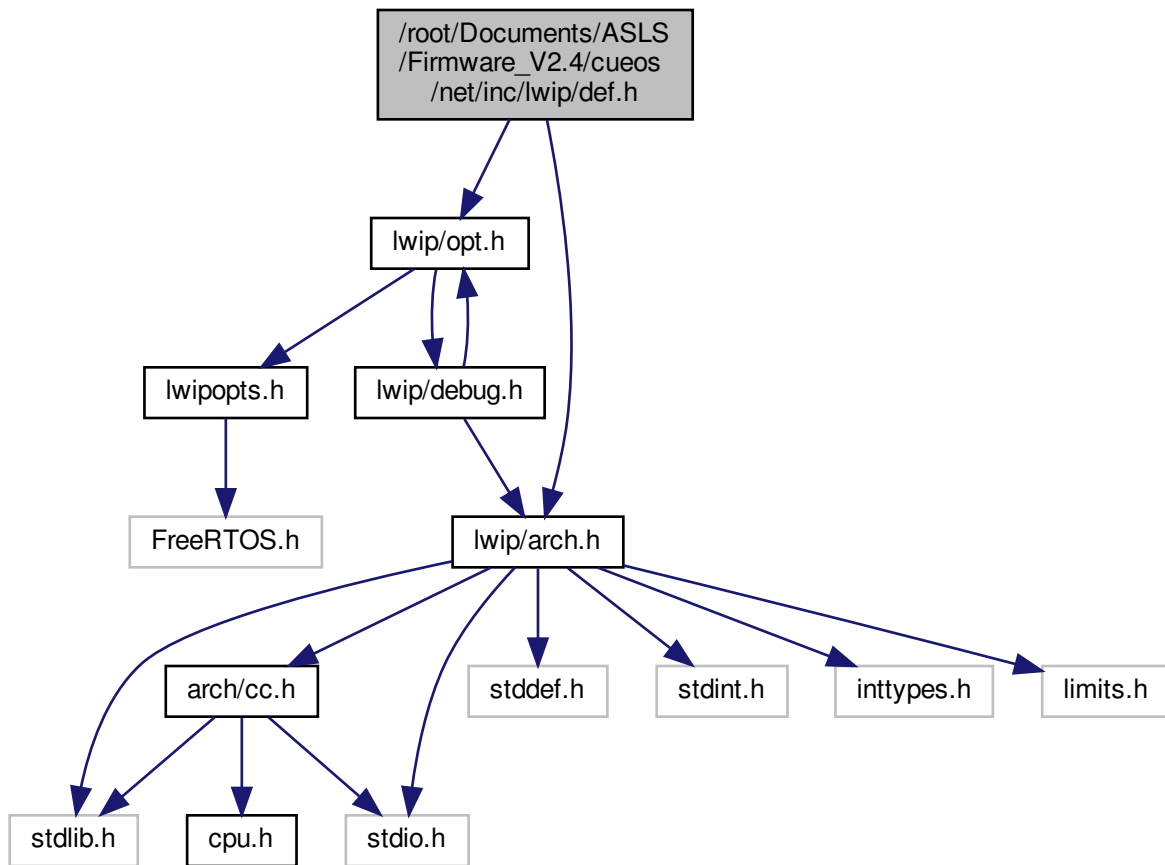 /root/Documents/ASLS
/Firmware_V2.4/cueos
/net/inc/lwip/def.h
lwip/opt.h
lwipopts.h
lwip/debug.h
FreeRTOS.h
lwip/arch.h
arch/cc.h
stddef.h
stdint.h
inttypes.h
limits.h
stdlib.h
cpu.h
stdio.h